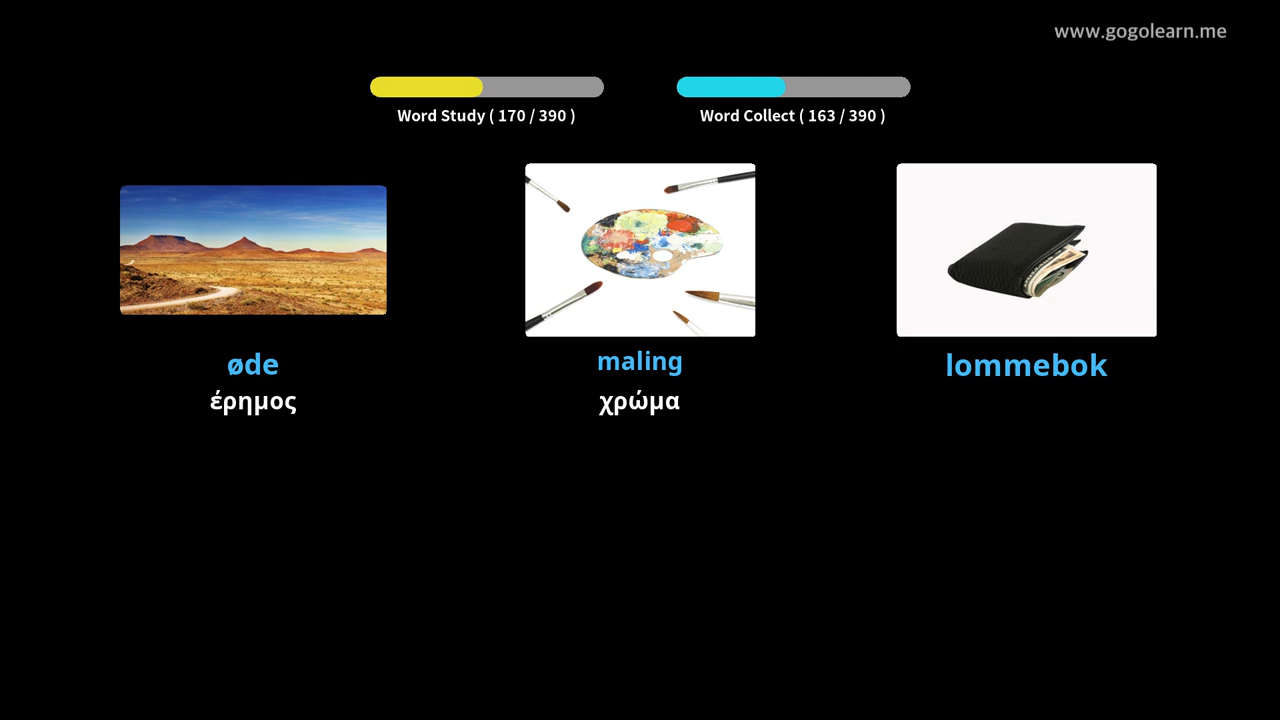 www.gogolearn.me
Word Study ( 170 / 390 )
Word Collect ( 163 / 390 )
øde
έρημος
maling
χρώμα
lommebok